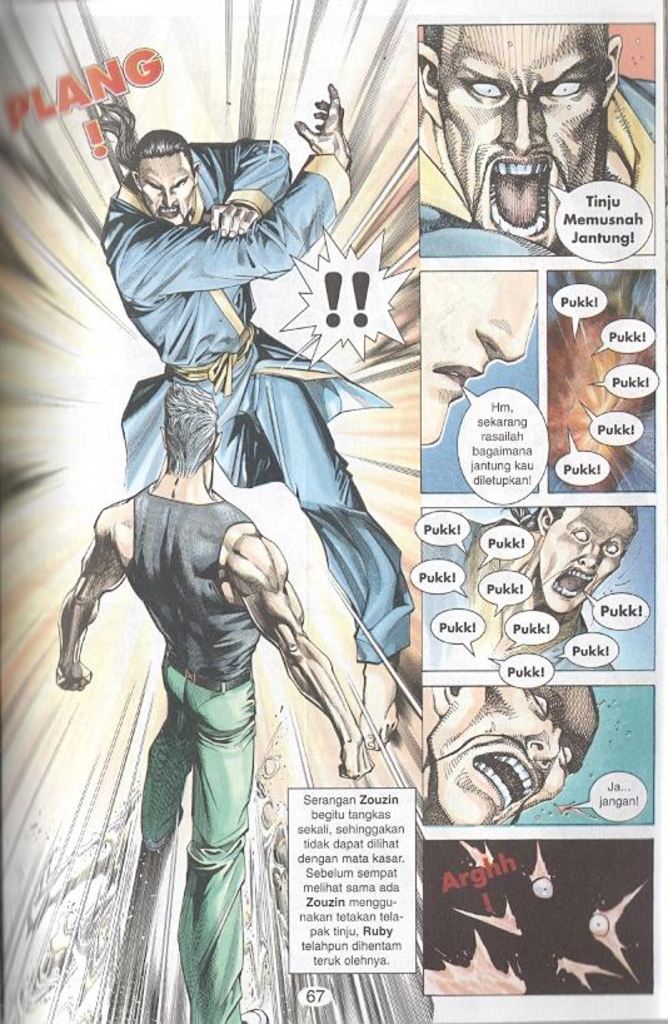 PLANG
!
!!
Tinju
Memusnah
Jantung!
Hm,
sekarang
rasailah
bagaimana
jantung kau
diletupkan!
Pukk!
Pukk!
Pukk!
Pukk!
Pukk!
Pukk!
Pukk!
Pukk!
Pukk!
Pukk!
Pukk!
Pukk!
Pukk!
Pukk!
Ja...
jangan!
Serangan Zouzin
begitu tangkas
sekali, sehinggakan
tidak dapat dilihat
dengan mata kasar.
Sebelum sempat
melihat sama ada
Zouzin menggu-
nakan tetakan tela-
pak tinju, Ruby
telahpun dihentam
teruk olehnya.
Arghh
!
67